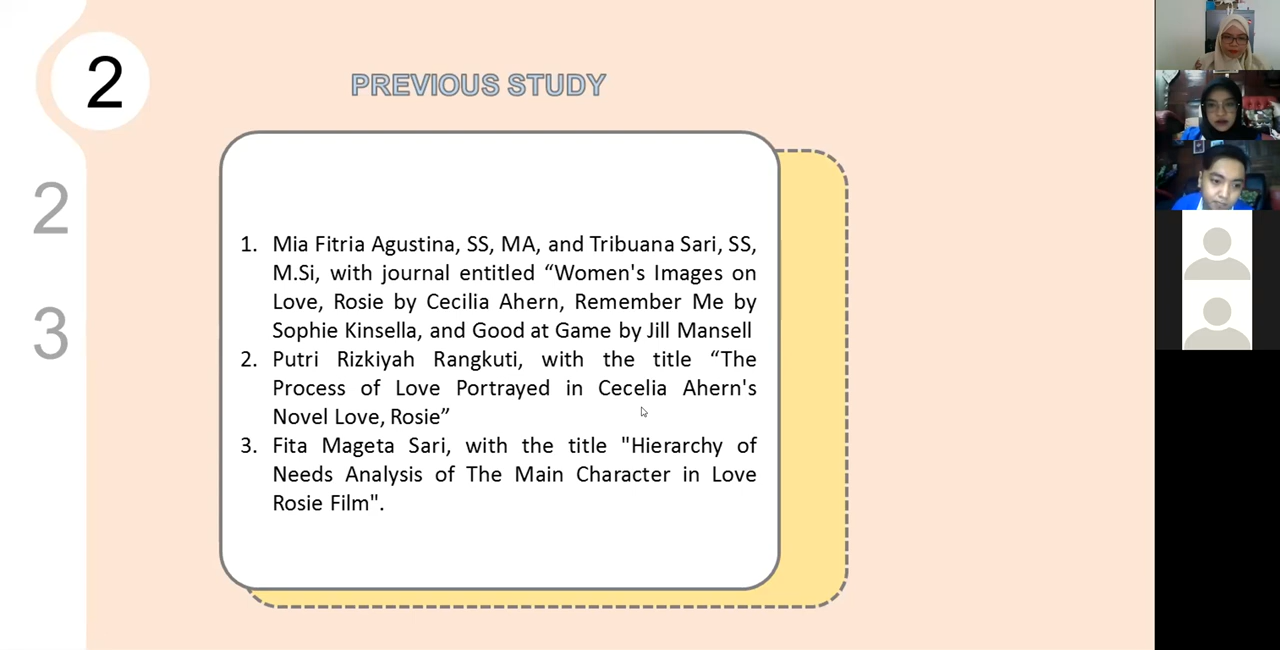 2
PREVIOUS STUDY
2
3
1. Mia Fitria Agustina, SS, MA, and Tribuana Sari, SS,
M.Si, with journal entitled “Women's Images on
Love, Rosie by Cecilia Ahern, Remember Me by
Sophie Kinsella, and Good at Game by Jill Mansell
2. Putri Rizkiyah Rangkuti, with the title “The
Process of Love Portrayed in Cecelia Ahern's
Novel Love, Rosie”
3. Fita Mageta Sari, with the title "Hierarchy of
Needs Analysis of The Main Character in Love
Rosie Film".